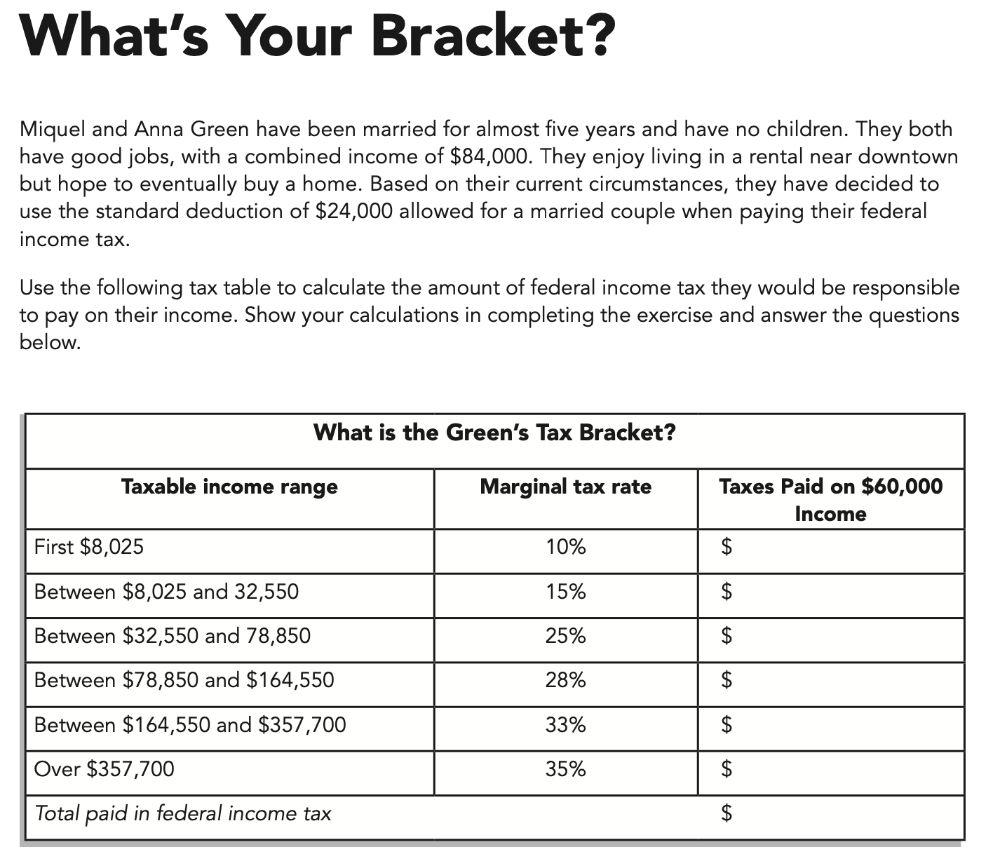 What's Your Bracket?
Miquel and Anna Green have been married for almost five years and have no children. They both
have good jobs, with a combined income of $84,000. They enjoy living in a rental near downtown
but hope to eventually buy a home. Based on their current circumstances, they have decided to
use the standard deduction of $24,000 allowed for a married couple when paying their federal
income tax.
Use the following tax table to calculate the amount of federal income tax they would be responsible
to pay on their income. Show your calculations in completing the exercise and answer the questions
below.
What is the Green's Tax Bracket?
Taxable income range Marginal tax rate Taxes Paid on $60,000
Income
First $8,025 10% $
Between $8,025 and 32,550 15% $
Between $32,550 and 78,850 25% $
Between $78,850 and $164,550 28% $
Between $164,550 and $357,700 33% $
Over $357,700 35% $
Total paid in federal income tax $